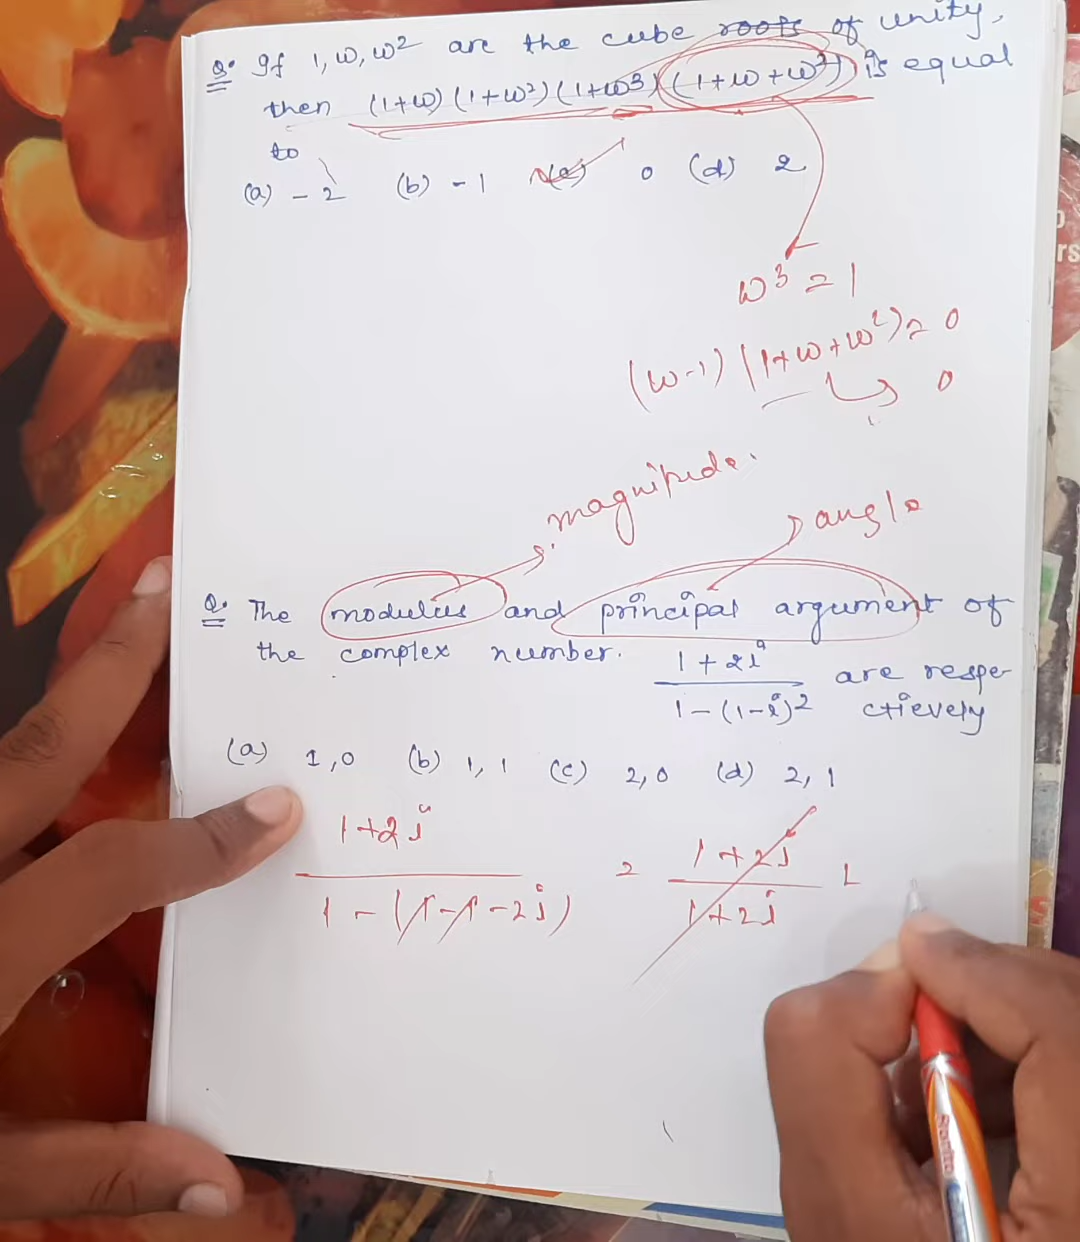 Q. If 1, ω, ω² are the cube roots of unity,
then (1+ω) (1+ω²) (1+ω³) (1+ω+ω²) is equal
to
(a) -2 (b) -1 (c) 0 (d) 2
ω³ = 1
(ω-1) (1+ω+ω²) = 0
0
magnitude.
angle
Q. The modulus and principal argument of
the complex number. 1+2i / 1-(1-i)² are respe-
ctievely
(a) 1,0 (b) 1,1 (c) 2,0 (d) 2,1
1+2i / 1-(1-1-2i) = 1+2i / 1+2i